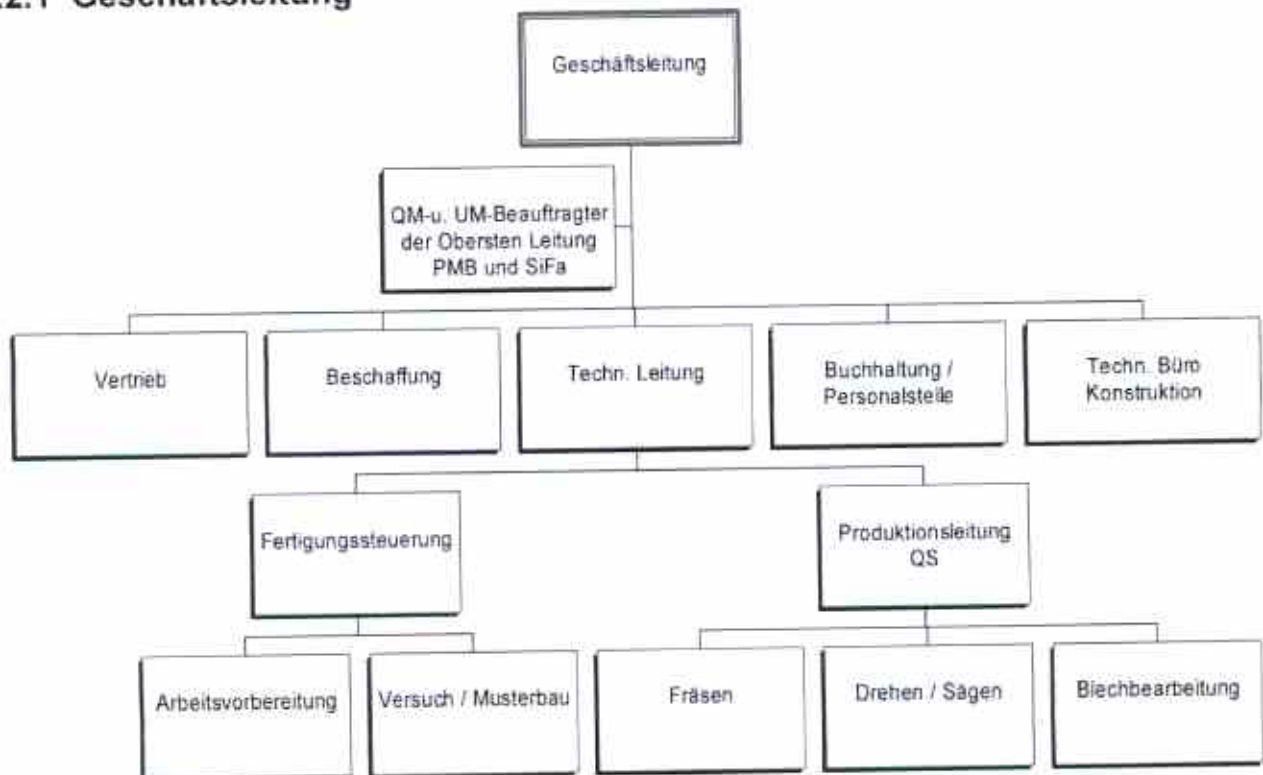 Geschäftsleitung
Geschäftsleitung
QM-u. UM-Beauftragter
der Obersten Leitung
PMB und SiFa
Vertrieb
Beschaffung
Techn. Leitung
Buchhaltung /
Personalstelle
Techn. Büro
Konstruktion
Fertigungssteuerung
Produktionsleitung
QS
Arbeitsvorbereitung
Versuch / Musterbau
Fräsen
Drehen / Sägen
Blechbearbeitung